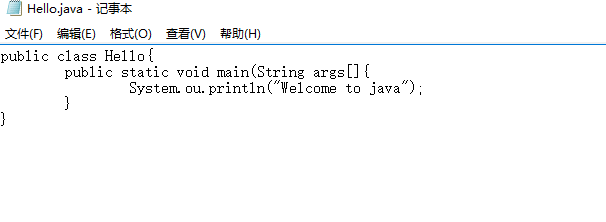 Hello.java - 记事本
文件(F) 编辑(E) 格式(O) 查看(V) 帮助(H)
public class Hello{
        public static void main(String args[]{
                System.ou.println("Welcome to java");
        }
}